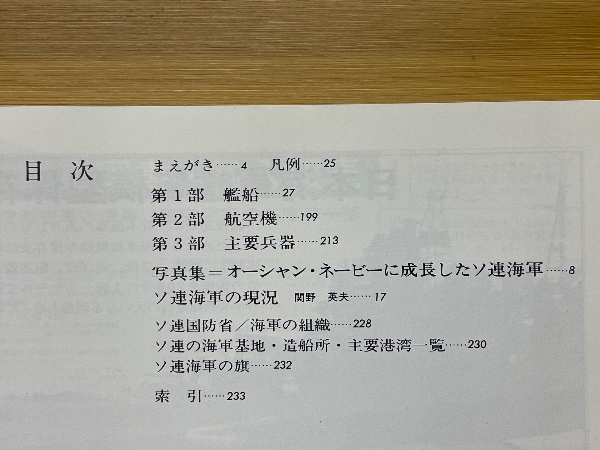 目次
まえがき……4 凡例……25
第1部 艦船……27
第2部 航空機……199
第3部 主要兵器……213
写真集=オーシャン・ネービーに成長したソ連海軍……8
ソ連海軍の現況 関野 英夫……17
ソ連国防省/海軍の組織……228
ソ連の海軍基地・造船所・主要港湾一覧……230
ソ連海軍の旗……232
索引……233